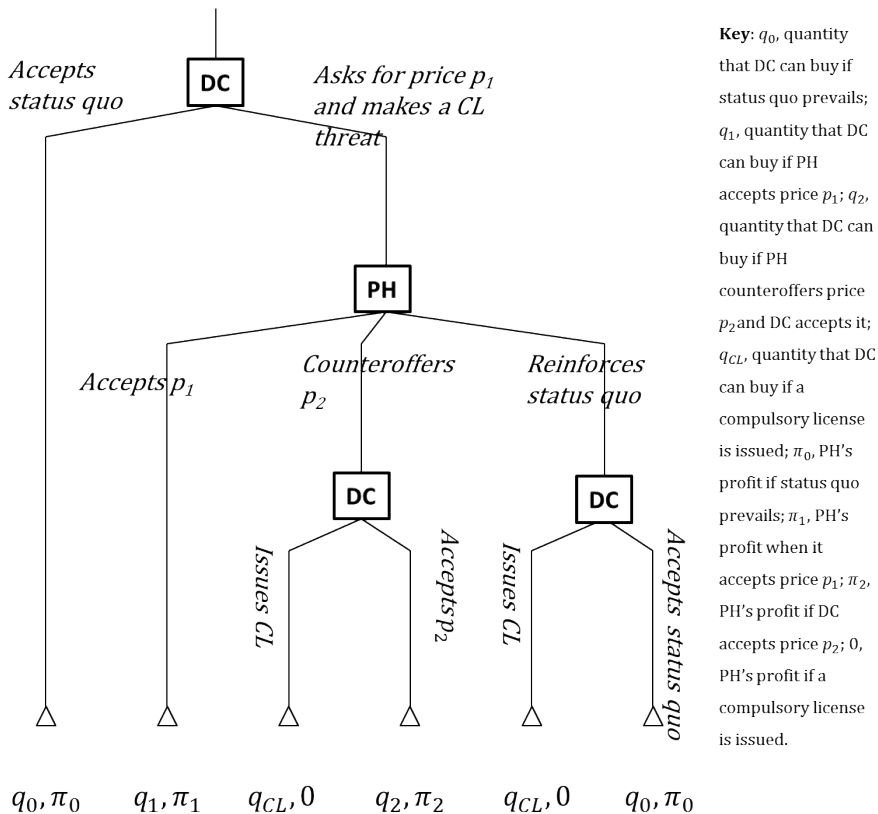 Accepts
status quo
DC
Asks for price p₁
and makes a CL
threat
PH
Accepts p₁
Counteroffers
p₂
Reinforces
status quo
DC
DC
Issues CL
Accepts p₂
Issues CL
Accepts status quo
q₀, π₀
q₁, π₁
q_CL, 0
q₂, π₂
q_CL, 0
q₀, π₀
Key: q₀, quantity
that DC can buy if
status quo prevails;
q₁, quantity that DC
can buy if PH
accepts price p₁; q₂,
quantity that DC can
buy if PH
counteroffers price
p₂and DC accepts it;
q_CL, quantity that DC
can buy if a
compulsory license
is issued; π₀, PH’s
profit if status quo
prevails; π₁, PH’s
profit when it
accepts price p₁; π₂,
PH’s profit if DC
accepts price p₂; 0,
PH’s profit if a
compulsory license
is issued.